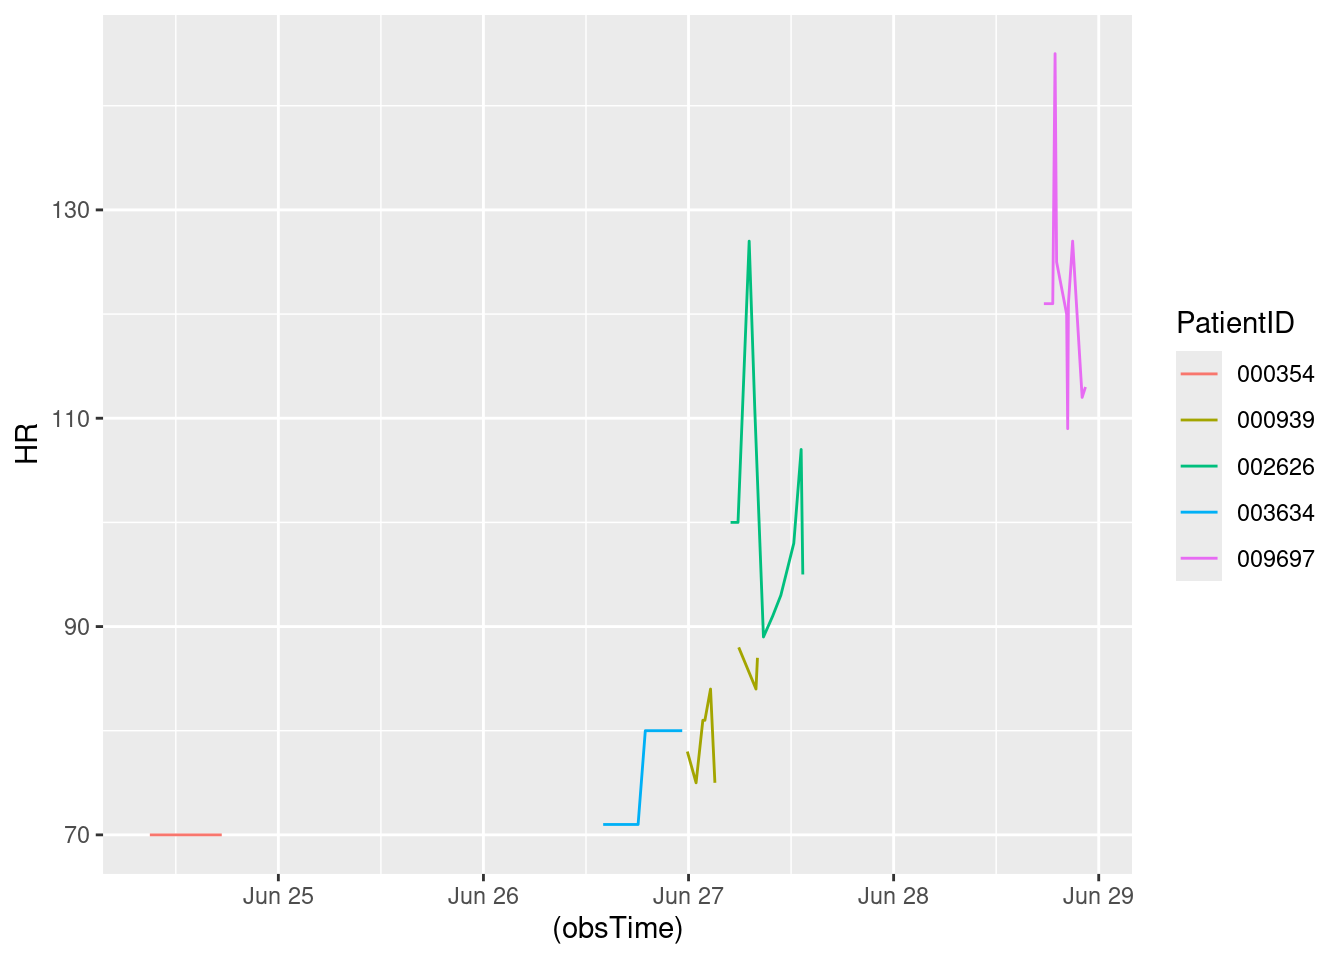 130
110
90
70
HR
Jun 25
Jun 26
Jun 27
Jun 28
Jun 29
(obsTime)
PatientID
000354
000939
002626
003634
009697